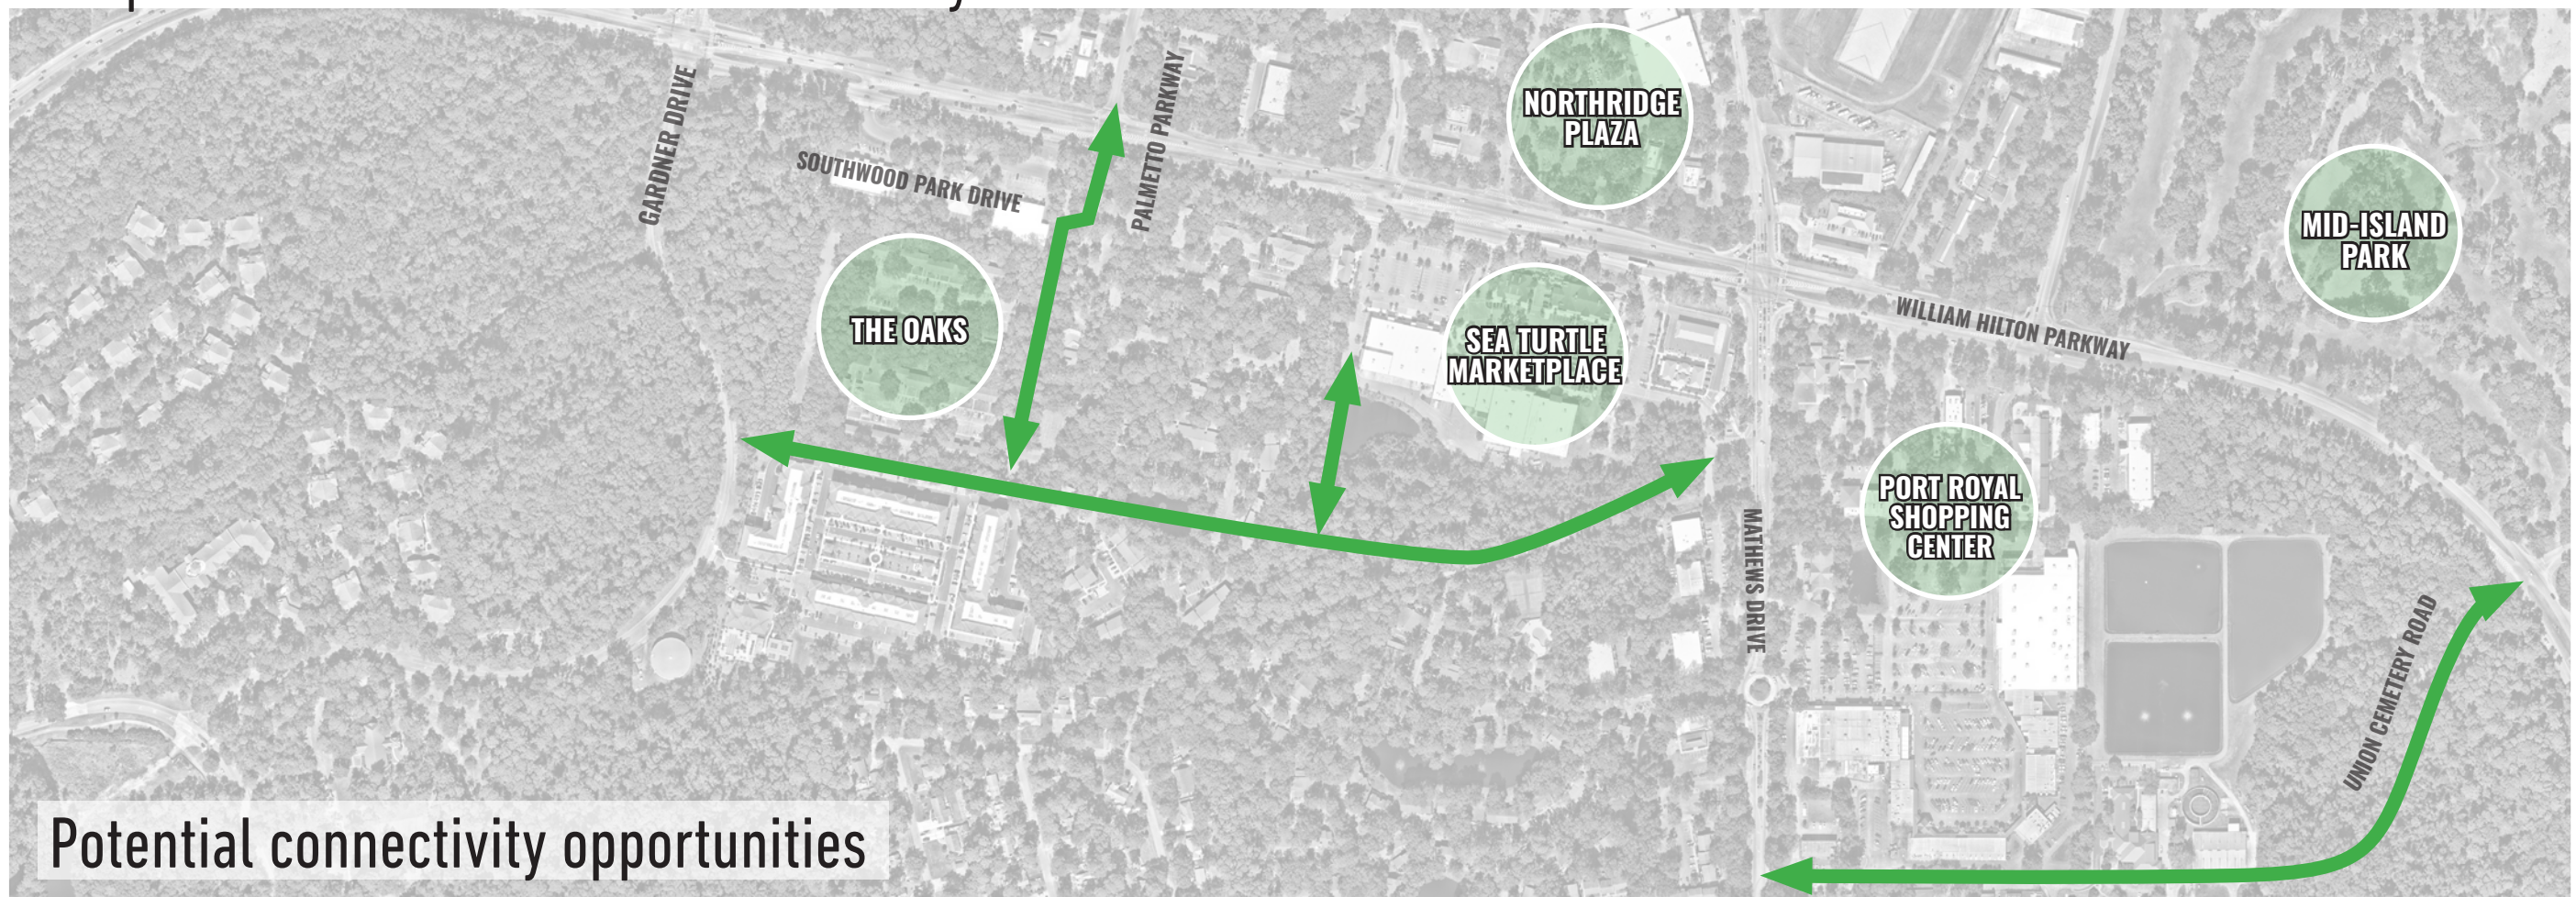 GARDNER DRIVE
SOUTHWOOD PARK DRIVE
PALMETTO PARKWAY
NORTHRIDGE
PLAZA
MID-ISLAND
PARK
THE OAKS
SEA TURTLE
MARKETPLACE
WILLIAM HILTON PARKWAY
PORT ROYAL
SHOPPING
CENTER
MATHEWS DRIVE
UNION CEMETERY ROAD
Potential connectivity opportunities